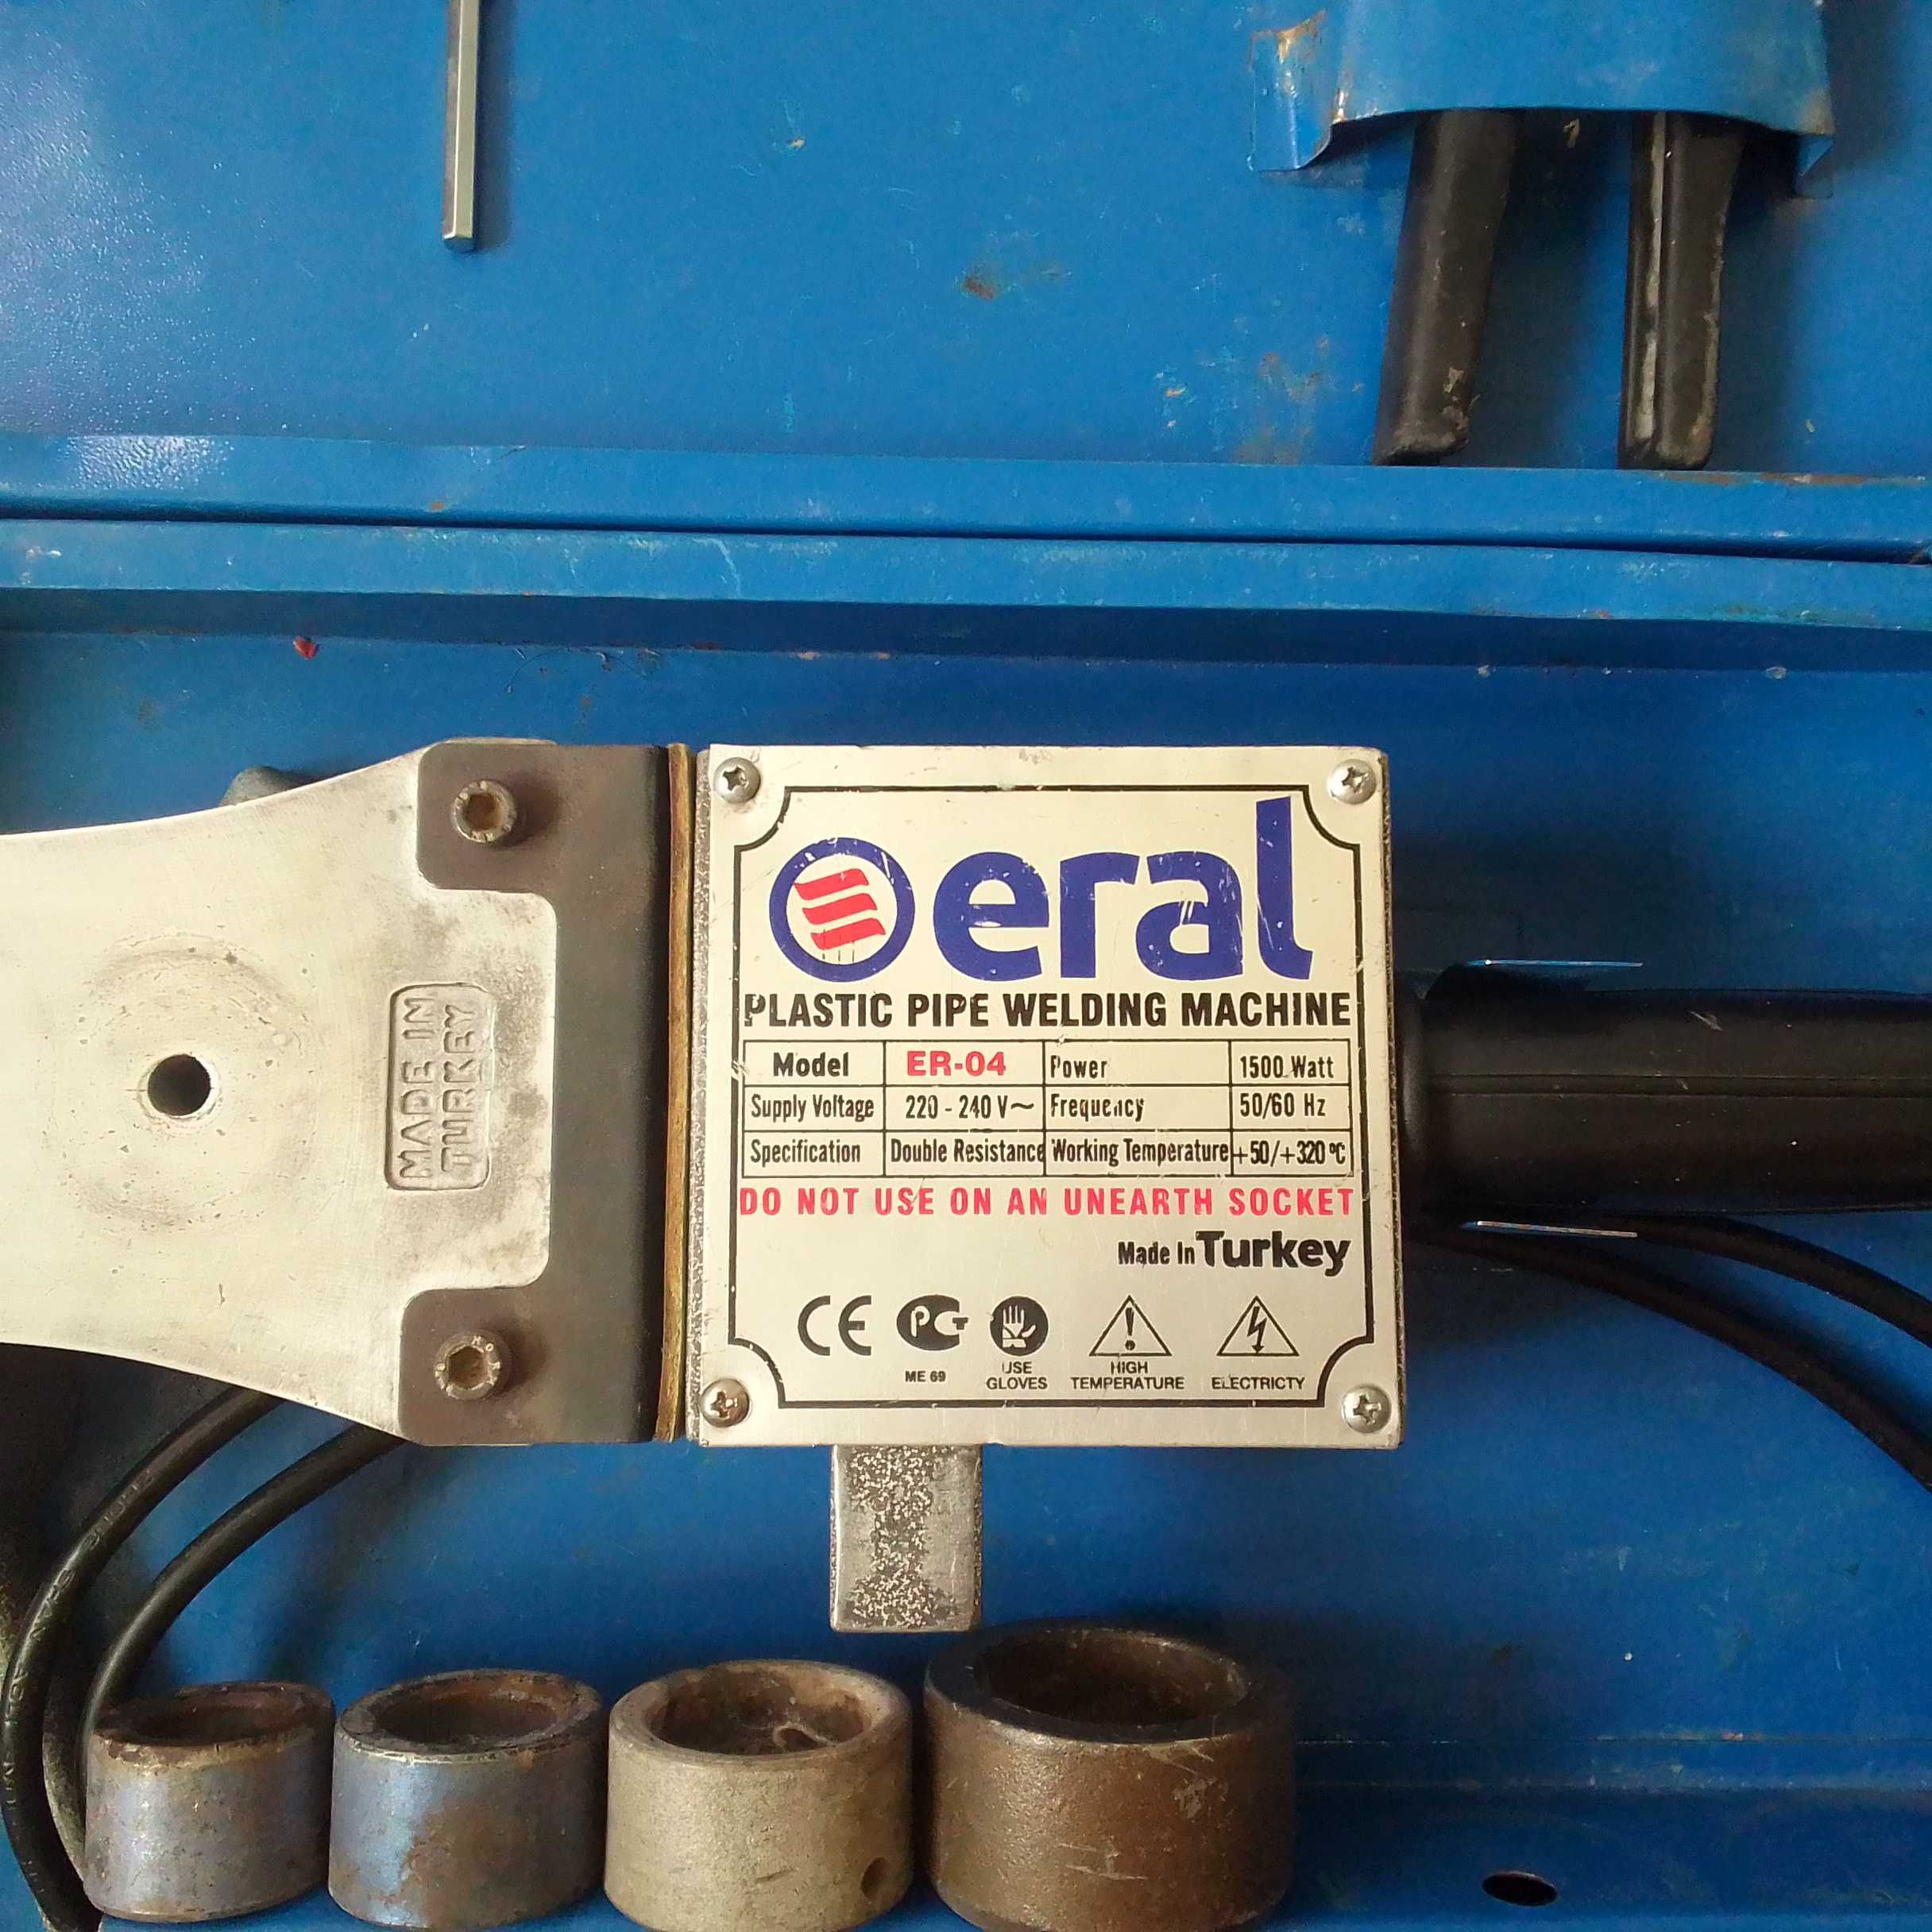 MADE IN
TURKEY
eral
PLASTIC PIPE WELDING MACHINE
Model ER-04 Power 1500 Watt
Supply Voltage 220 - 240 V~ Frequency 50/60 Hz
Specification Double Resistance Working Temperature +50/+320 °C
DO NOT USE ON AN UNEARTH SOCKET
Made In Turkey
CE PCT
ME 69
USE
GLOVES
HIGH
TEMPERATURE
ELECTRICTY